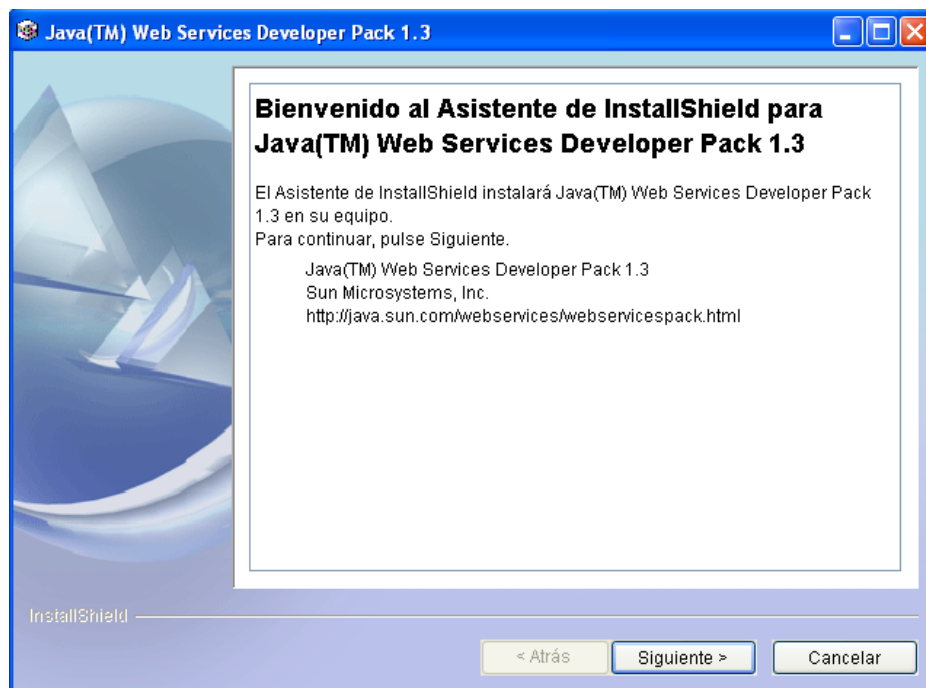 Java(TM) Web Services Developer Pack 1.3
Bienvenido al Asistente de InstallShield para
Java(TM) Web Services Developer Pack 1.3
El Asistente de InstallShield instalará Java(TM) Web Services Developer Pack
1.3 en su equipo.
Para continuar, pulse Siguiente.
Java(TM) Web Services Developer Pack 1.3
Sun Microsystems, Inc.
http://java.sun.com/webservices/webservicespack.html
InstallShield
< Atrás
Siguiente >
Cancelar